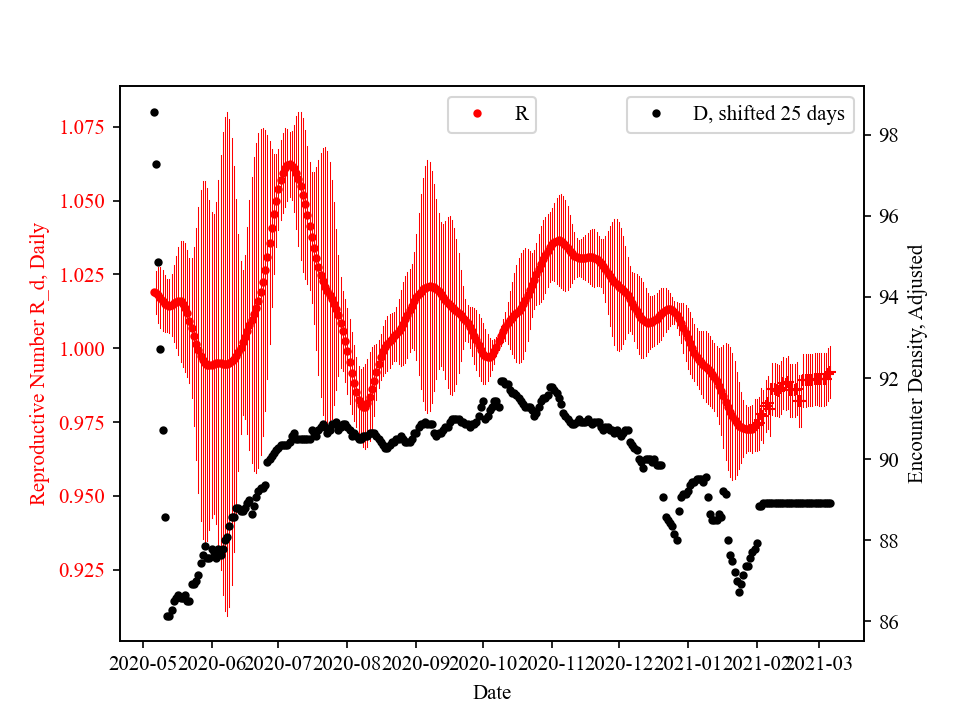 R
D, shifted 25 days
1.075
1.050
1.025
1.000
0.975
0.950
0.925
Reproductive Number R_d, Daily
98
96
94
92
90
88
86
Encounter Density, Adjusted
2020-05 2020-06 2020-07 2020-08 2020-09 2020-10 2020-11 2020-12 2021-01 2021-02 2021-03
Date